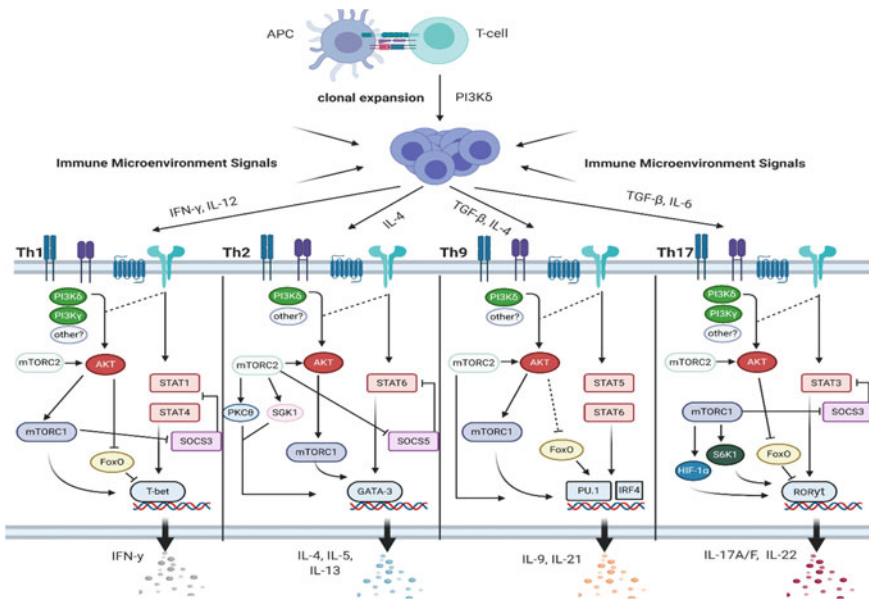 APC
T-cell
clonal expansion
PI3Kδ
Immune Microenvironment Signals
Immune Microenvironment Signals
IFN-γ, IL-12
IL-4
TGF-β, IL-4
TGF-β, IL-6
Th1
Th2
Th9
Th17
PI3Kδ
PI3Kγ
other?
mTORC2
AKT
STAT1
STAT4
mTORC1
SOCS3
FoxO
T-bet
IFN-γ
PI3Kδ
other?
mTORC2
AKT
STAT6
PKCθ
SGK1
SOCS5
mTORC1
GATA-3
IL-4, IL-5,
IL-13
PI3Kδ
other?
mTORC2
AKT
STAT5
STAT6
mTORC1
FoxO
PU.1
IRF4
IL-9, IL-21
PI3Kδ
PI3Kγ
other?
mTORC2
AKT
STAT3
mTORC1
SOCS3
S6K1
HIF-1α
FoxO
RORγt
IL-17A/F, IL-22